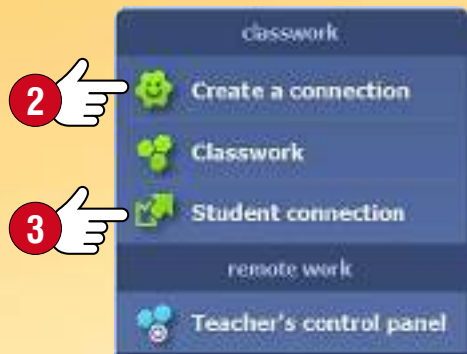 classwork
2 Create a connection
Classwork
3 Student connection
remote work
Teacher's control panel